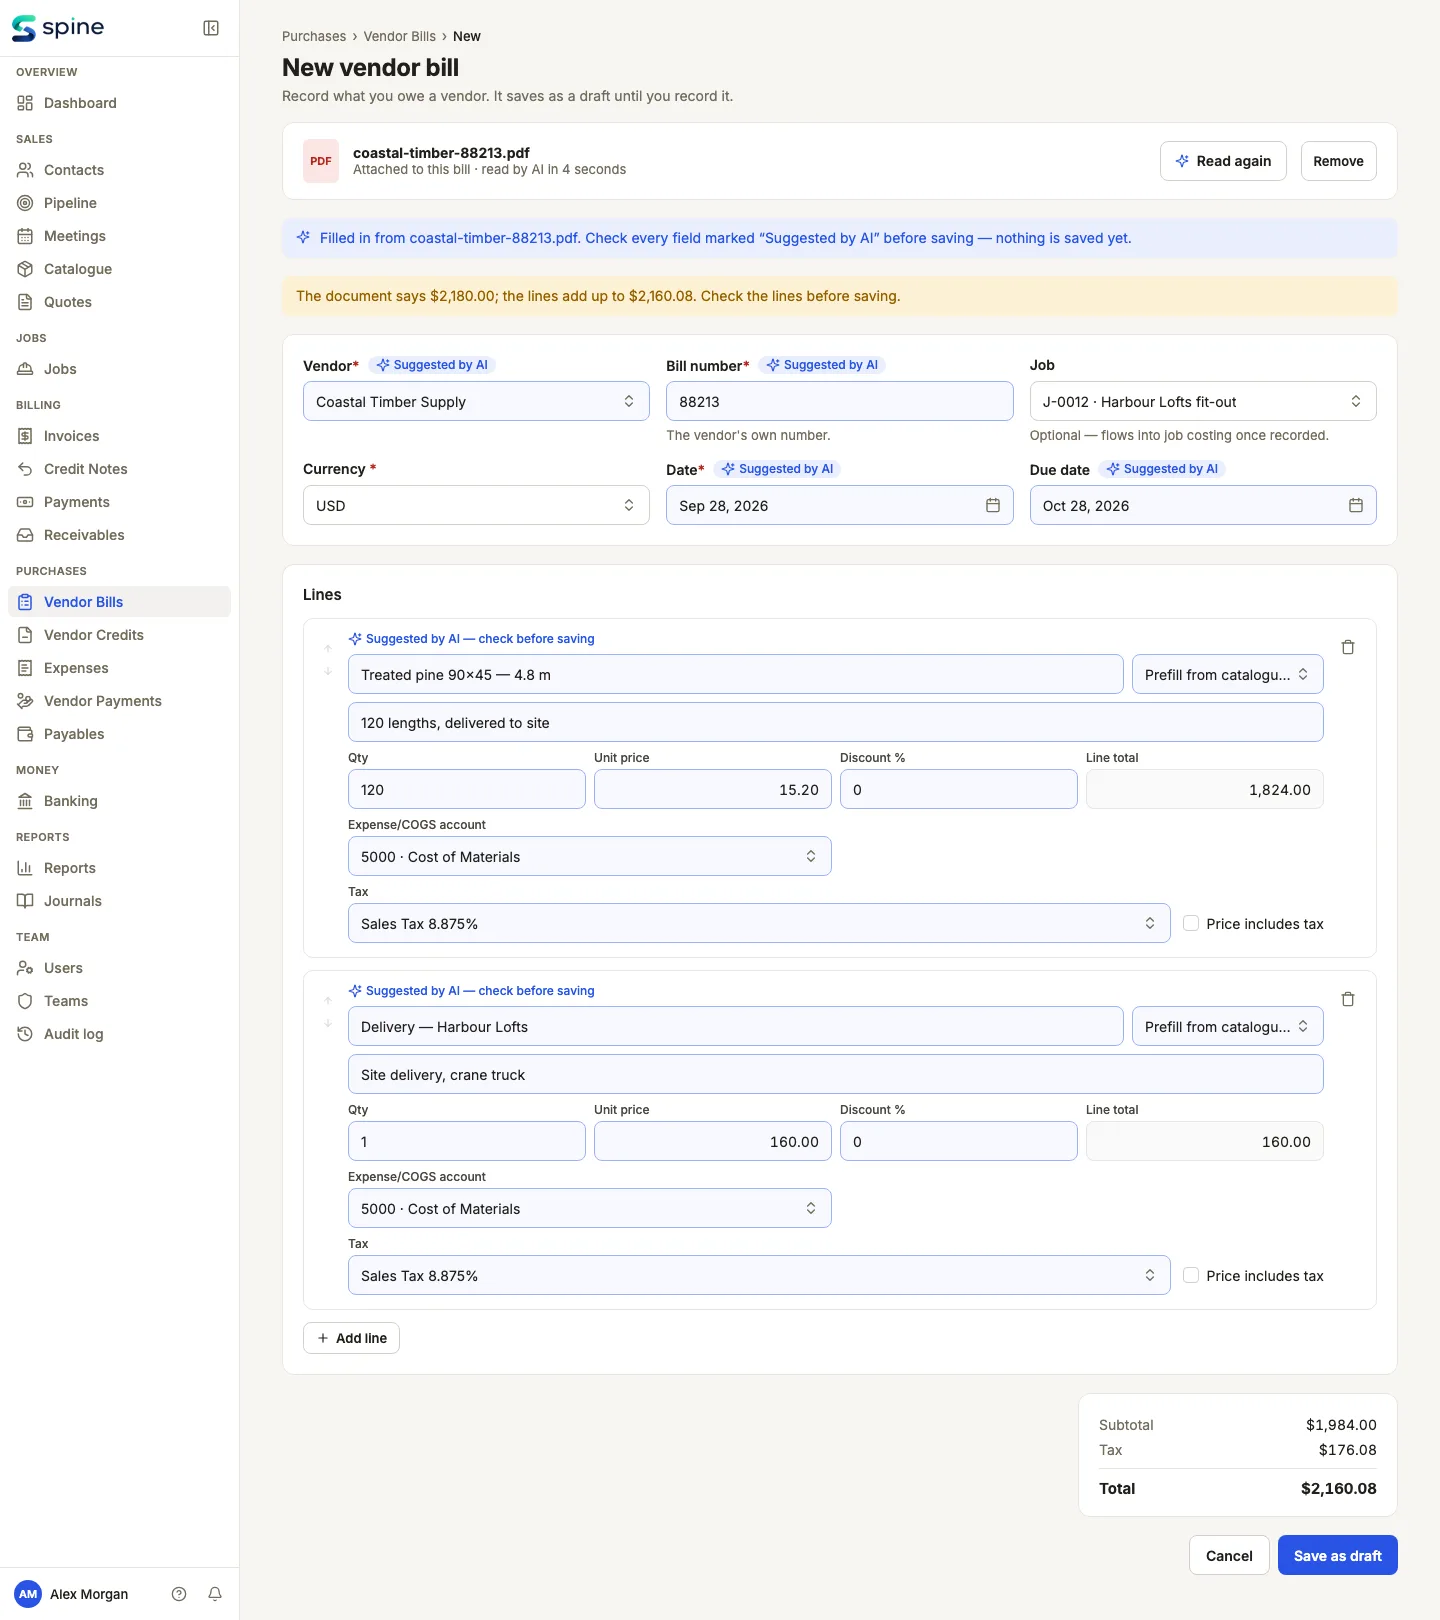 spine
OVERVIEW
Dashboard
SALES
Contacts
Pipeline
Meetings
Catalogue
Quotes
JOBS
Jobs
BILLING
Invoices
Credit Notes
Payments
Receivables
PURCHASES
Vendor Bills
Vendor Credits
Expenses
Vendor Payments
Payables
MONEY
Banking
REPORTS
Reports
Journals
TEAM
Users
Teams
Audit log
AM Alex Morgan
Purchases › Vendor Bills › New
New vendor bill
Record what you owe a vendor. It saves as a draft until you record it.
PDF
coastal-timber-88213.pdf
Attached to this bill · read by AI in 4 seconds
Read again
Remove
Filled in from coastal-timber-88213.pdf. Check every field marked “Suggested by AI” before saving — nothing is saved yet.
The document says $2,180.00; the lines add up to $2,160.08. Check the lines before saving.
Vendor* Suggested by AI
Coastal Timber Supply
Bill number* Suggested by AI
88213
The vendor's own number.
Job
J-0012 · Harbour Lofts fit-out
Optional — flows into job costing once recorded.
Currency *
USD
Date* Suggested by AI
Sep 28, 2026
Due date Suggested by AI
Oct 28, 2026
Lines
Suggested by AI — check before saving
Treated pine 90×45 — 4.8 m
Prefill from catalogu...
120 lengths, delivered to site
Qty Unit price Discount % Line total
120 15.20 0 1,824.00
Expense/COGS account
5000 · Cost of Materials
Tax
Sales Tax 8.875%
Price includes tax
Suggested by AI — check before saving
Delivery — Harbour Lofts
Prefill from catalogu...
Site delivery, crane truck
Qty Unit price Discount % Line total
1 160.00 0 160.00
Expense/COGS account
5000 · Cost of Materials
Tax
Sales Tax 8.875%
Price includes tax
+ Add line
Subtotal $1,984.00
Tax $176.08
Total $2,160.08
Cancel
Save as draft